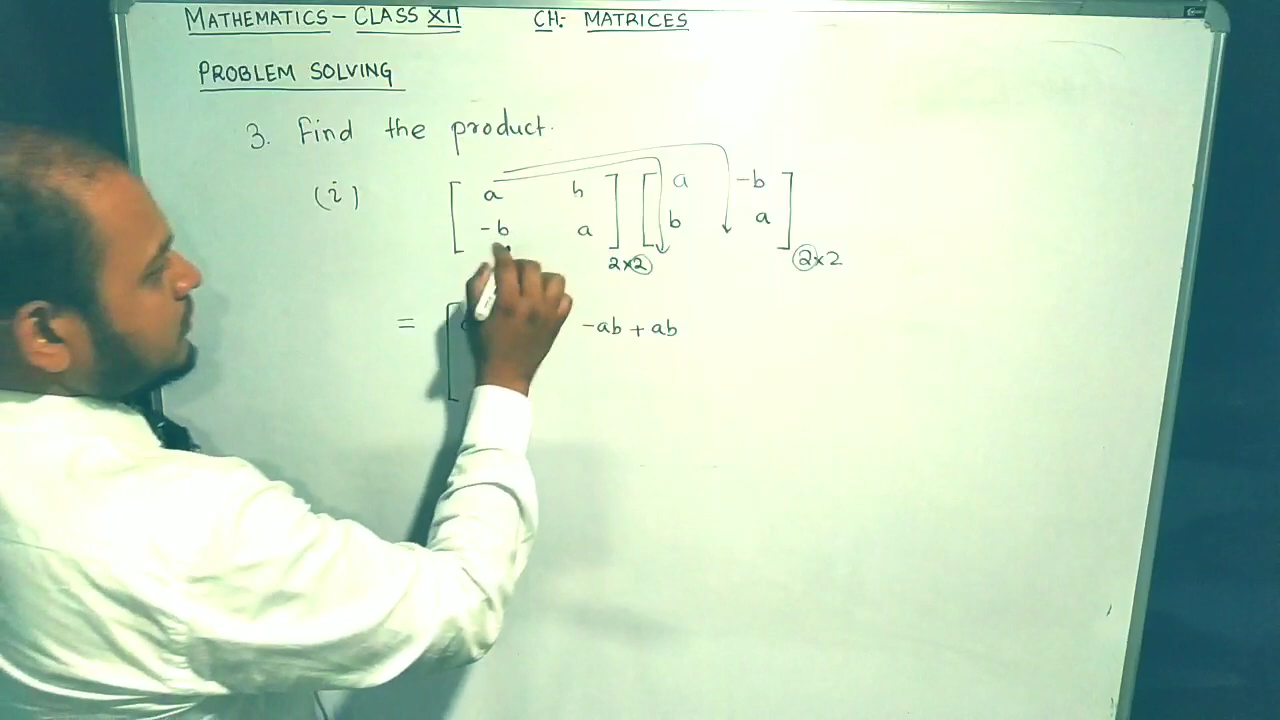 MATHEMATICS - CLASS XII CH: MATRICES
PROBLEM SOLVING
3. Find the product.
(i) [ a b ] [ a -b ]
[ -b a ] 2×2 [ b a ] 2×2
= [ -ab + ab